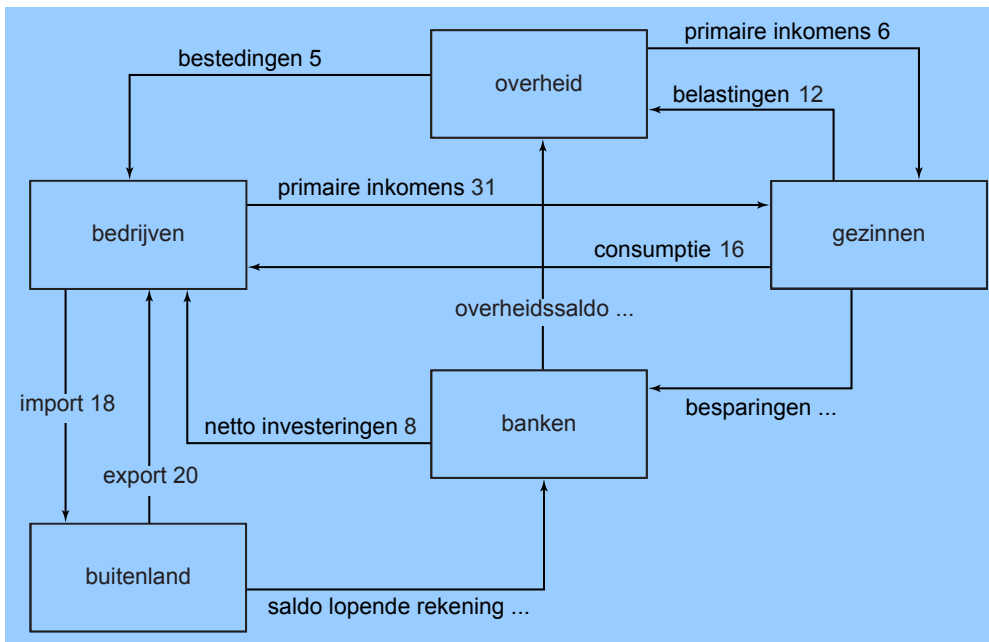 primaire inkomens 6
bestedingen 5
overheid
belastingen 12
primaire inkomens 31
bedrijven
gezinnen
consumptie 16
overheidssaldo ...
import 18
netto investeringen 8
banken
besparingen ...
export 20
buitenland
saldo lopende rekening ...